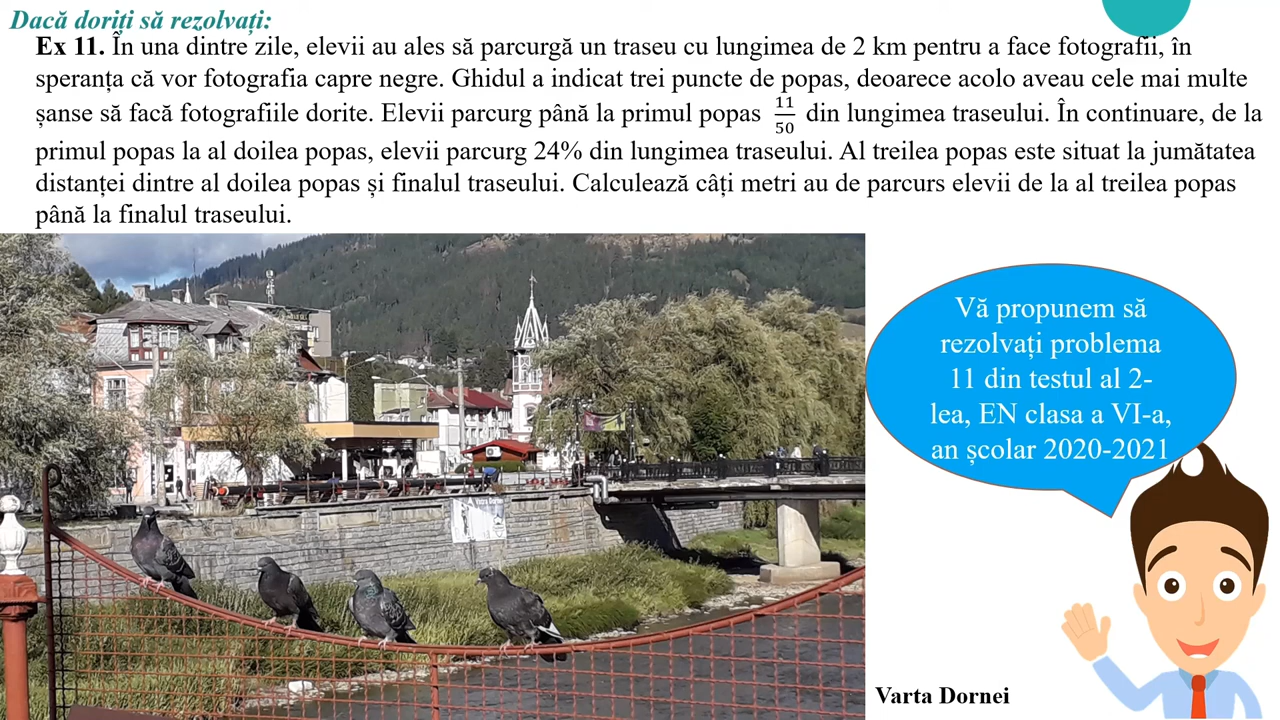 Dacă doriți să rezolvați:
Ex 11. În una dintre zile, elevii au ales să parcurgă un traseu cu lungimea de 2 km pentru a face fotografii, în
speranța că vor fotografia capre negre. Ghidul a indicat trei puncte de popas, deoarece acolo aveau cele mai multe
șanse să facă fotografiile dorite. Elevii parcurg până la primul popas 11/50 din lungimea traseului. În continuare, de la
primul popas la al doilea popas, elevii parcurg 24% din lungimea traseului. Al treilea popas este situat la jumătatea
distanței dintre al doilea popas și finalul traseului. Calculează câți metri au de parcurs elevii de la al treilea popas
până la finalul traseului.
Vă propunem să
rezolvați problema
11 din testul al 2-
lea, EN clasa a VI-a,
an școlar 2020-2021
Varta Dornei